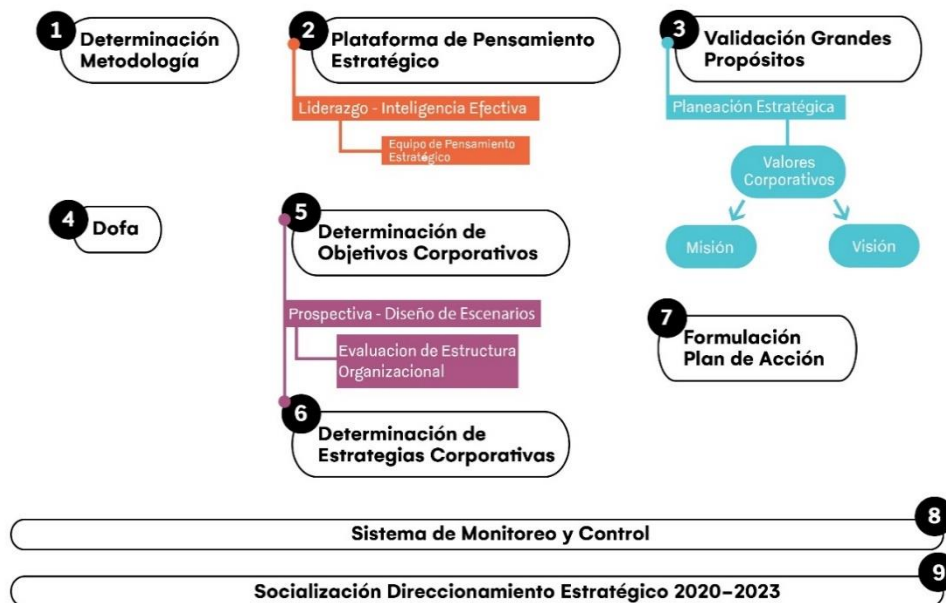 1
Determinación
Metodología
2
Plataforma de Pensamiento
Estratégico
Liderazgo - Inteligencia Efectiva
Equipo de Pensamiento
Estratégico
3
Validación Grandes
Propósitos
Planeación Estratégica
Valores
Corporativos
Misión
Visión
4
Dofa
5
Determinación de
Objetivos Corporativos
Prospectiva - Diseño de Escenarios
Evaluacion de Estructura
Organizacional
6
Determinación de
Estrategias Corporativas
7
Formulación
Plan de Acción
8
Sistema de Monitoreo y Control
9
Socialización Direccionamiento Estratégico 2020-2023